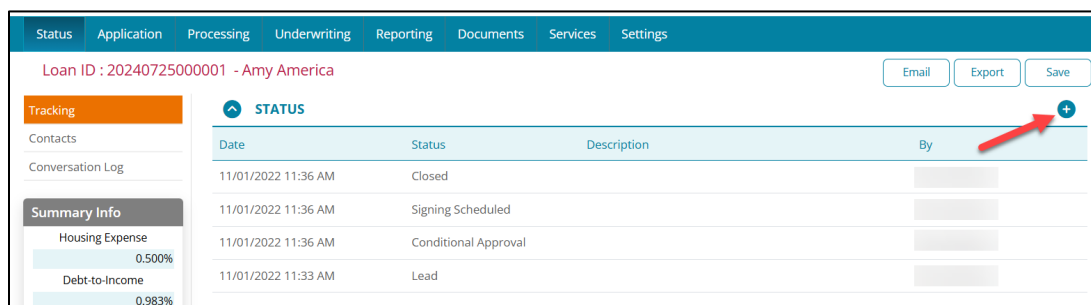 Status Application Processing Underwriting Reporting Documents Services Settings
Loan ID : 20240725000001 - Amy America
Email Export Save
Tracking
Contacts
Conversation Log
Summary Info
Housing Expense
0.500%
Debt-to-Income
0.983%
STATUS
Date Status Description By
11/01/2022 11:36 AM Closed
11/01/2022 11:36 AM Signing Scheduled
11/01/2022 11:36 AM Conditional Approval
11/01/2022 11:33 AM Lead